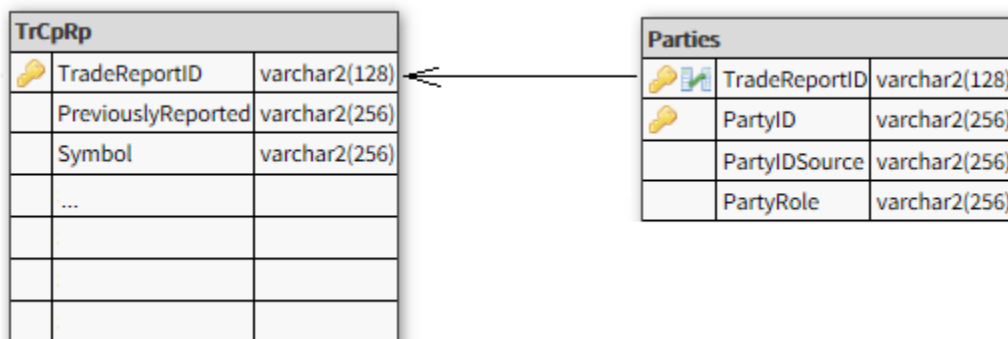 TrCpRp
TradeReportID varchar2(128)
PreviouslyReported varchar2(256)
Symbol varchar2(256)
...
Parties
TradeReportID varchar2(128)
PartyID varchar2(256)
PartyIDSource varchar2(256)
PartyRole varchar2(256)